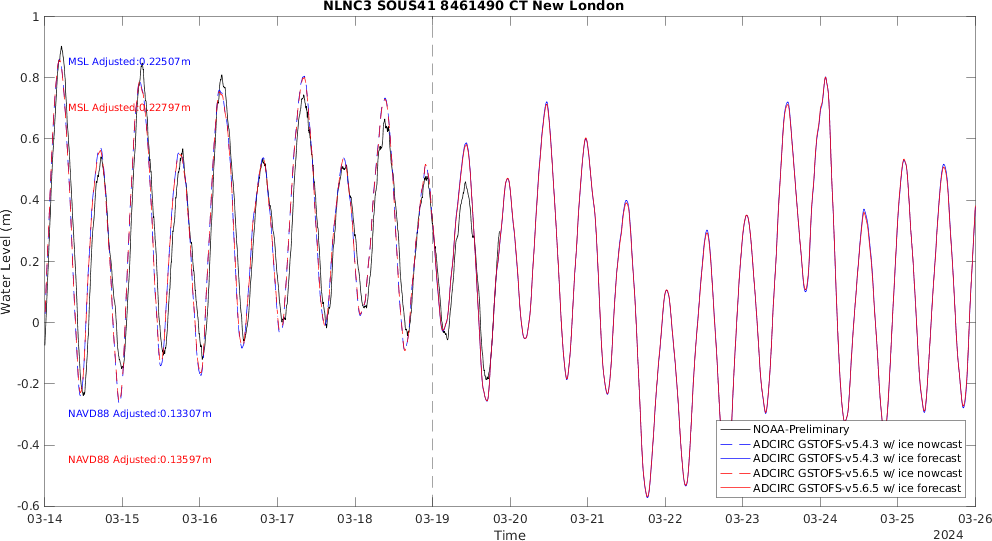 NLNC3 SOUS41 8461490 CT New London
1
0.8
0.6
0.4
0.2
0
-0.2
-0.4
-0.6
Water Level (m)
MSL Adjusted:0.22507m
MSL Adjusted:0.22797m
NAVD88 Adjusted:0.13307m
NAVD88 Adjusted:0.13597m
NOAA-Preliminary
ADCIRC GSTOFS-v5.4.3 w/ ice nowcast
ADCIRC GSTOFS-v5.4.3 w/ ice forecast
ADCIRC GSTOFS-v5.6.5 w/ ice nowcast
ADCIRC GSTOFS-v5.6.5 w/ ice forecast
03-14 03-15 03-16 03-17 03-18 03-19 03-20 03-21 03-22 03-23 03-24 03-25 03-26
Time
2024